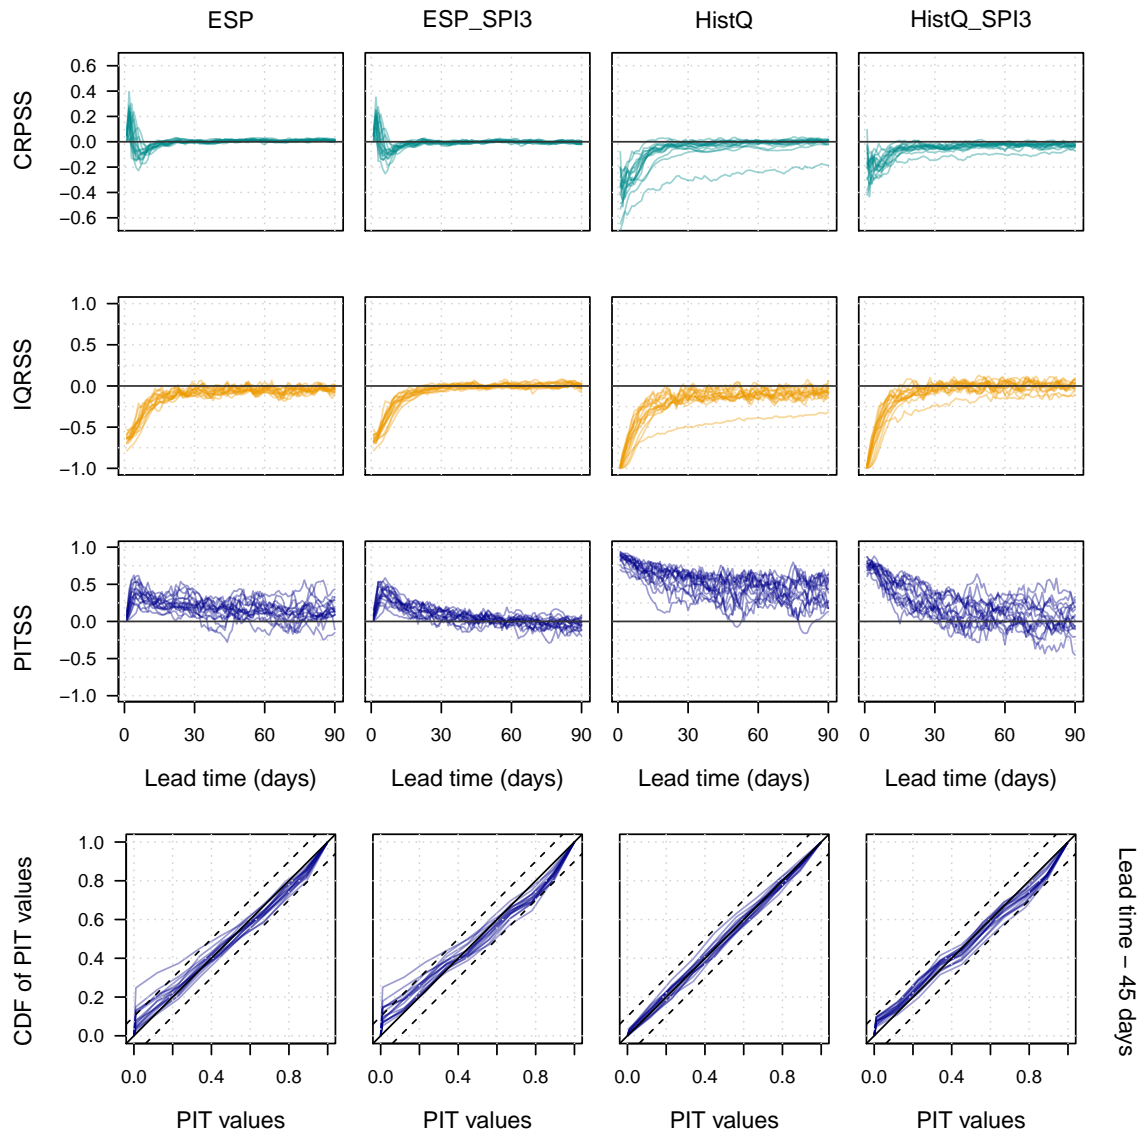 ESP ESP_SPI3 HistQ HistQ_SPI3
CRPSS
0.6
0.4
0.2
0.0
−0.2
−0.4
−0.6
IQRSS
1.0
0.5
0.0
−0.5
−1.0
PITSS
1.0
0.5
0.0
−0.5
−1.0
0 30 60 90 0 30 60 90 0 30 60 90 0 30 60 90
Lead time (days) Lead time (days) Lead time (days) Lead time (days)
CDF of PIT values
1.0
0.8
0.6
0.4
0.2
0.0
Lead time − 45 days
0.0 0.4 0.8 0.0 0.4 0.8 0.0 0.4 0.8 0.0 0.4 0.8
PIT values PIT values PIT values PIT values